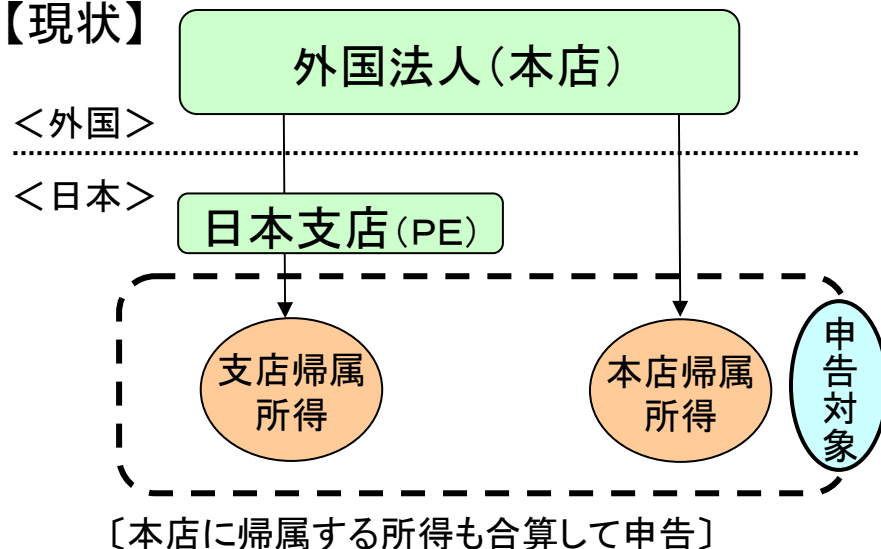 【現状】
外国法人(本店)
<外国>
<日本>
日本支店(PE)
支店帰属
所得
本店帰属
所得
申告対象
〔本店に帰属する所得も合算して申告〕